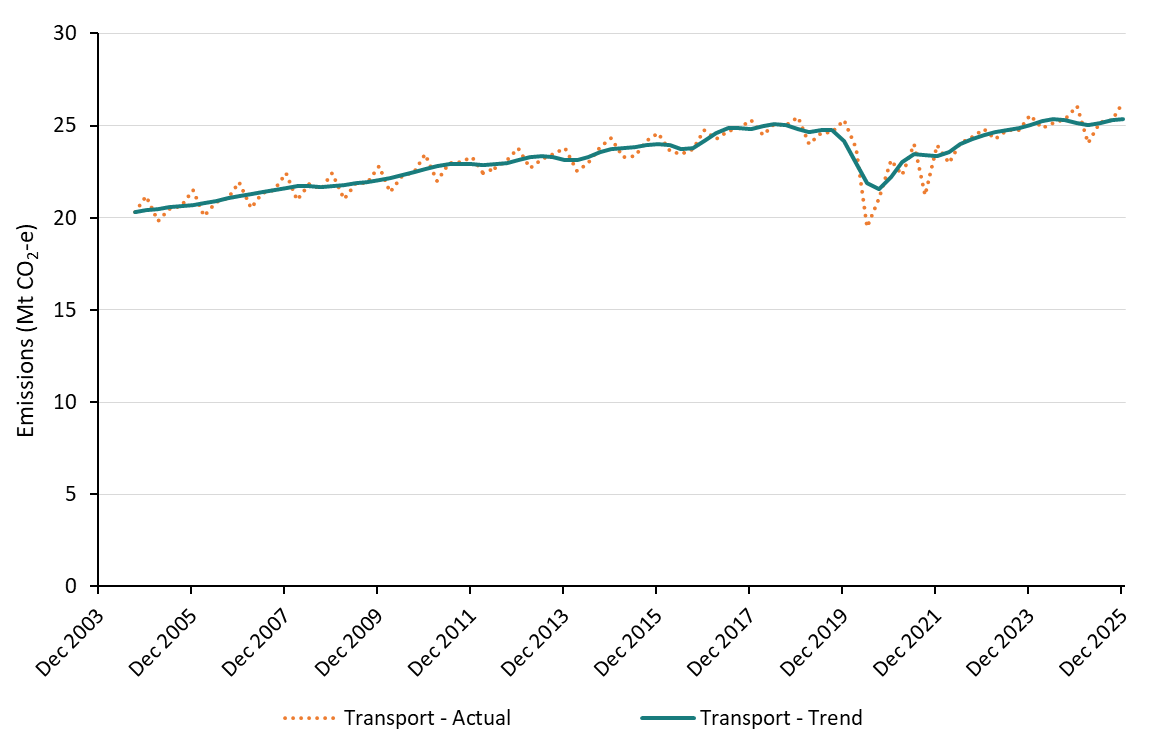 30
25
20
15
10
5
0
Emissions (Mt CO₂-e)
Dec 2003
Dec 2005
Dec 2007
Dec 2009
Dec 2011
Dec 2013
Dec 2015
Dec 2017
Dec 2019
Dec 2021
Dec 2023
Dec 2025
Transport - Actual
Transport - Trend